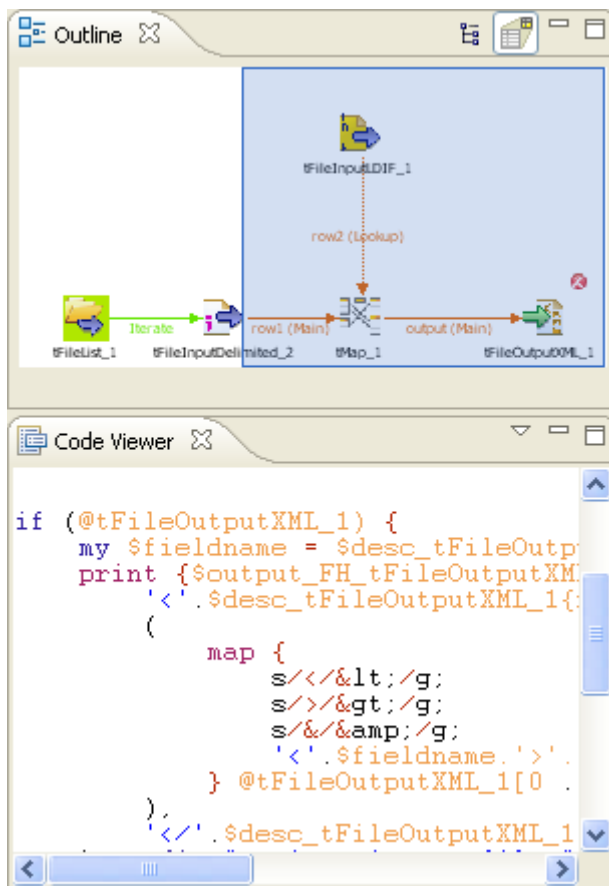 Outline
tFileInputLDIF_1
row2 (Lookup)
Iterate
row1 (Main)
output (Main)
tFileList_1
tFileInputDelimited_2
tMap_1
tFileOutputXML_1
Code Viewer
if (@tFileOutputXML_1) {
my $fieldname = $desc_tFileOutp
print {$output_FH_tFileOutputXM
'<'.$desc_tFileOutputXML_1{
(
map {
s/</&lt;/g;
s/>/&gt;/g;
s/&/&amp;/g;
'<'.$fieldname.'>'.
} @tFileOutputXML_1[0 .
),
'</'.$desc_tFileOutputXML_1